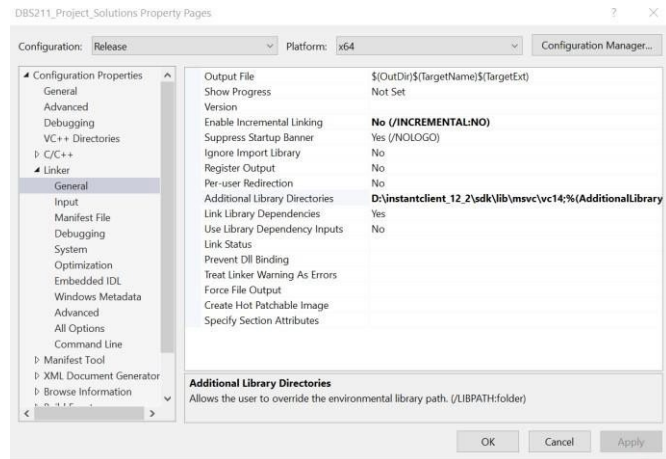 DBS211_Project_Solutions Property Pages
Configuration: Release Platform: x64 Configuration Manager...
Configuration Properties
General
Advanced
Debugging
VC++ Directories
C/C++
Linker
General
Input
Manifest File
Debugging
System
Optimization
Embedded IDL
Windows Metadata
Advanced
All Options
Command Line
Manifest Tool
XML Document Generator
Browse Information
Output File $(OutDir)$(TargetName)$(TargetExt)
Show Progress Not Set
Version
Enable Incremental Linking No (/INCREMENTAL:NO)
Suppress Startup Banner Yes (/NOLOGO)
Ignore Import Library No
Register Output No
Per-user Redirection No
Additional Library Directories D:\instantclient_12_2\sdk\lib\msvc\vc14;%(AdditionalLibrary
Link Library Dependencies Yes
Use Library Dependency Inputs No
Link Status
Prevent Dll Binding
Treat Linker Warning As Errors
Force File Output
Create Hot Patchable Image
Specify Section Attributes
Additional Library Directories
Allows the user to override the environmental library path. (/LIBPATH:folder)
OK Cancel Apply